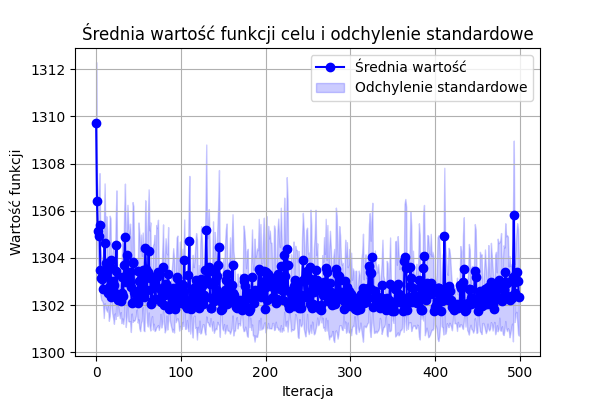 Średnia wartość funkcji celu i odchylenie standardowe
Średnia wartość
Odchylenie standardowe
Wartość funkcji
1312
1310
1308
1306
1304
1302
1300
0 100 200 300 400 500
Iteracja